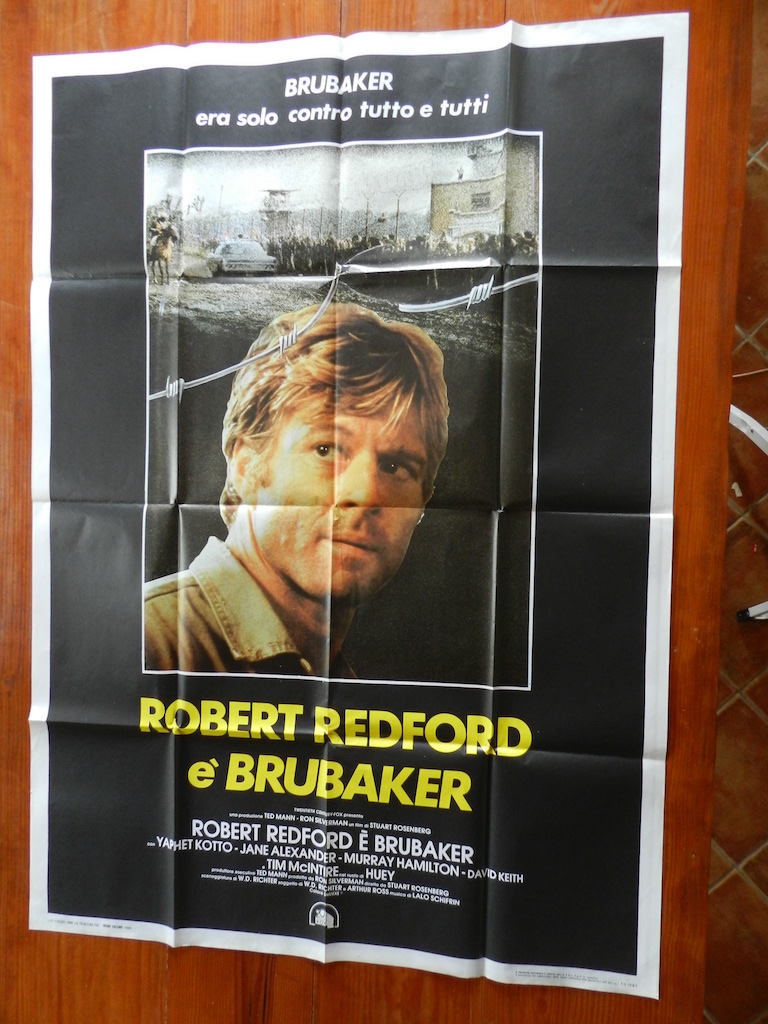 BRUBAKER
era solo contro tutto e tutti
ROBERT REDFORD
è BRUBAKER
TWENTIETH CENTURY-FOX presenta
una produzione TED MANN - RON SILVERMAN un film di STUART ROSENBERG
ROBERT REDFORD È BRUBAKER
con YAPHET KOTTO - JANE ALEXANDER - MURRAY HAMILTON - DAVID KEITH
e TIM McINTIRE nel ruolo di HUEY
produttore esecutivo TED MANN prodotto da RON SILVERMAN diretto da STUART ROSENBERG
sceneggiatura di W.D. RICHTER soggetto di W.D. RICHTER e ARTHUR ROSS musica di LALO SCHIFRIN